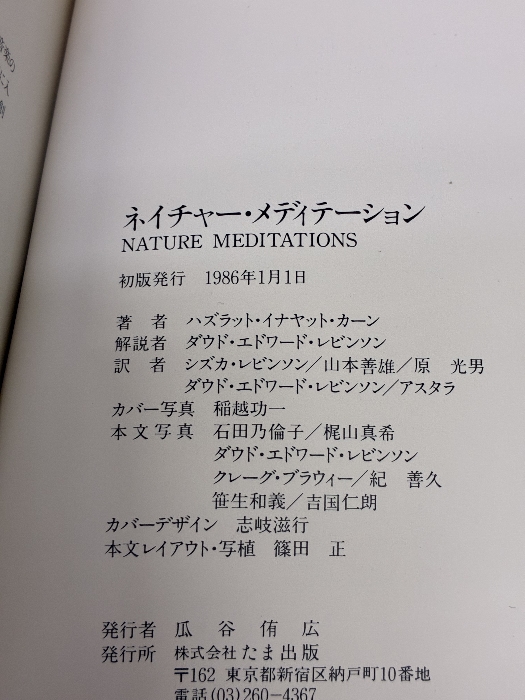 ネイチャー・メディテーション
NATURE MEDITATIONS
初版発行 1986年1月1日
著者 ハズラット・イナヤット・カーン
解説者 ダウド・エドワード・レビンソン
訳者 シズカ・レビンソン／山本善雄／原 光男
ダウド・エドワード・レビンソン／アスタラ
カバー写真 稲越功一
本文写真 石田乃倫子／梶山真希
ダウド・エドワード・レビンソン
クレーグ・ブラウィー／紀 善久
笹生和義／吉国仁朗
カバーデザイン 志岐滋行
本文レイアウト・写植 篠田 正
発行者 瓜谷侑広
発行所 株式会社たま出版
〒162 東京都新宿区納戸町10番地
電話(03)260-4367